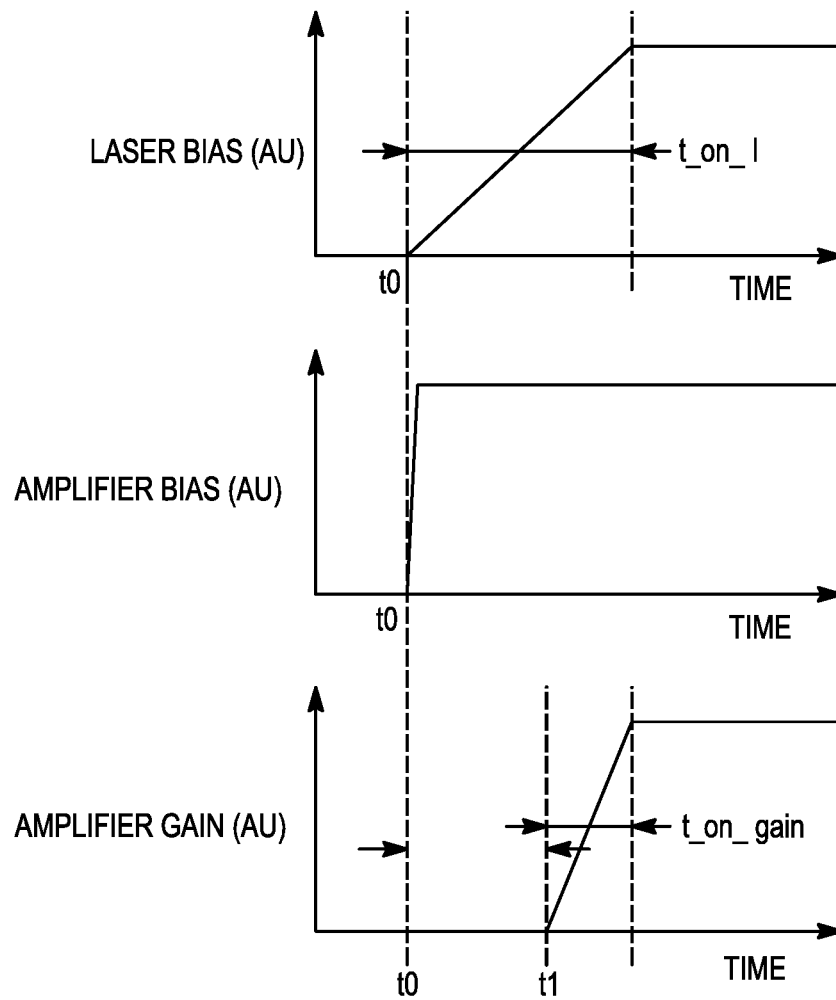 LASER BIAS (AU)
t_on_ l
t0
TIME
AMPLIFIER BIAS (AU)
t0
TIME
AMPLIFIER GAIN (AU)
t_on_ gain
t0
t1
TIME